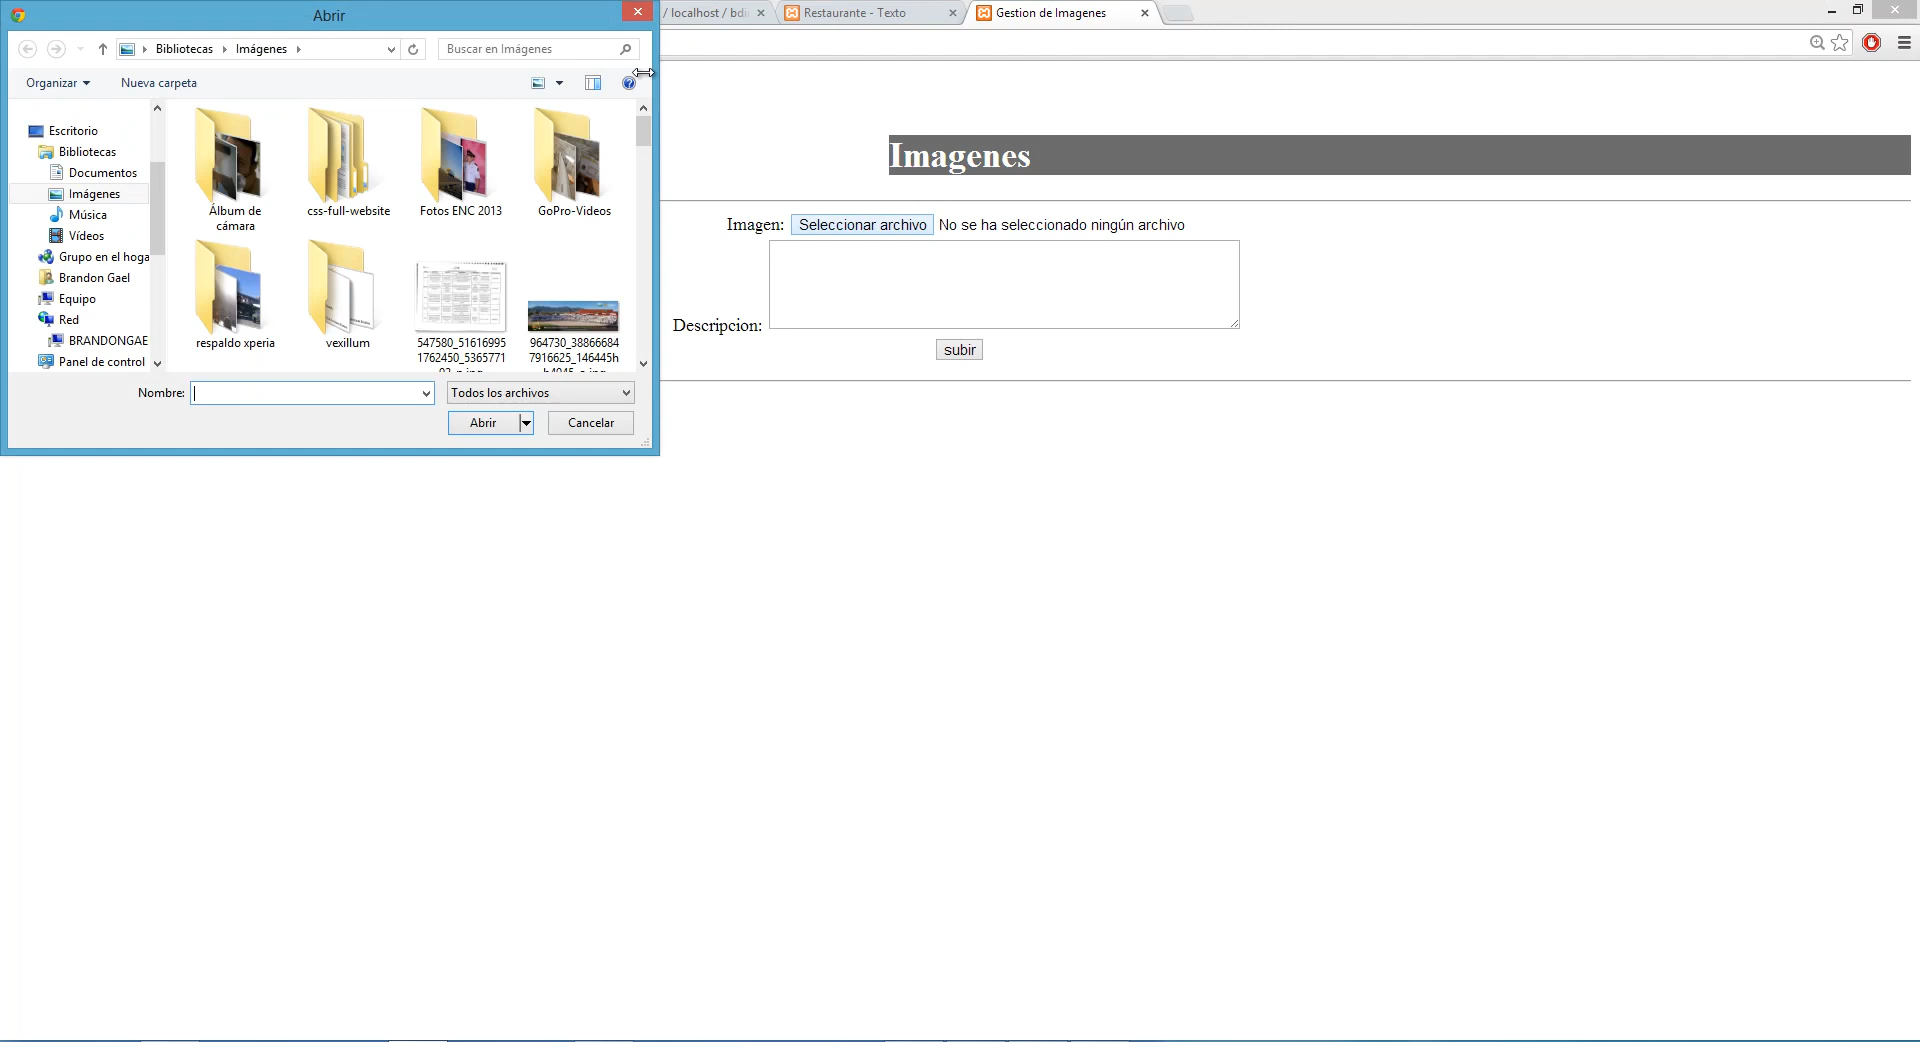 Abrir
/ localhost / bdi
Restaurante - Texto
Gestion de Imagenes
Bibliotecas
Imágenes
Buscar en Imágenes
Organizar
Nueva carpeta
Escritorio
Bibliotecas
Documentos
Imágenes
Música
Vídeos
Grupo en el hoga
Brandon Gael
Equipo
Red
BRANDONGAE
Panel de control
Álbum de
cámara
css-full-website
Fotos ENC 2013
GoPro-Videos
respaldo xperia
vexillum
547580_51616995
1762450_5365771
964730_38866684
7916625_146445h
Nombre:
Todos los archivos
Abrir
Cancelar
Imagenes
Imagen:
Seleccionar archivo
No se ha seleccionado ningún archivo
Descripcion:
subir